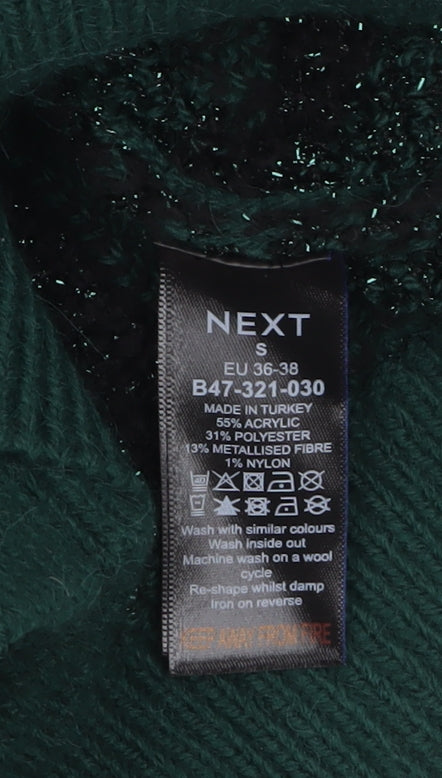 NEXT
S
EU 36-38
B47-321-030
MADE IN TURKEY
55% ACRYLIC
31% POLYESTER
13% METALLISED FIBRE
1% NYLON
40
Wash with similar colours
Wash inside out
Machine wash on a wool
cycle
Re-shape whilst damp
Iron on reverse
KEEP AWAY FROM FIRE